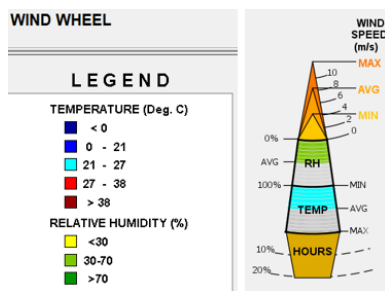 WIND WHEEL
LEGEND
TEMPERATURE (Deg. C)
< 0
0 - 21
21 - 27
27 - 38
> 38
RELATIVE HUMIDITY (%)
<30
30-70
>70
WIND
SPEED
(m/s)
MAX
10
8
AVG
6
4
MIN
2
0
0%
AVG
RH
100%
MIN
TEMP
AVG
MAX
HOURS
10%
20%